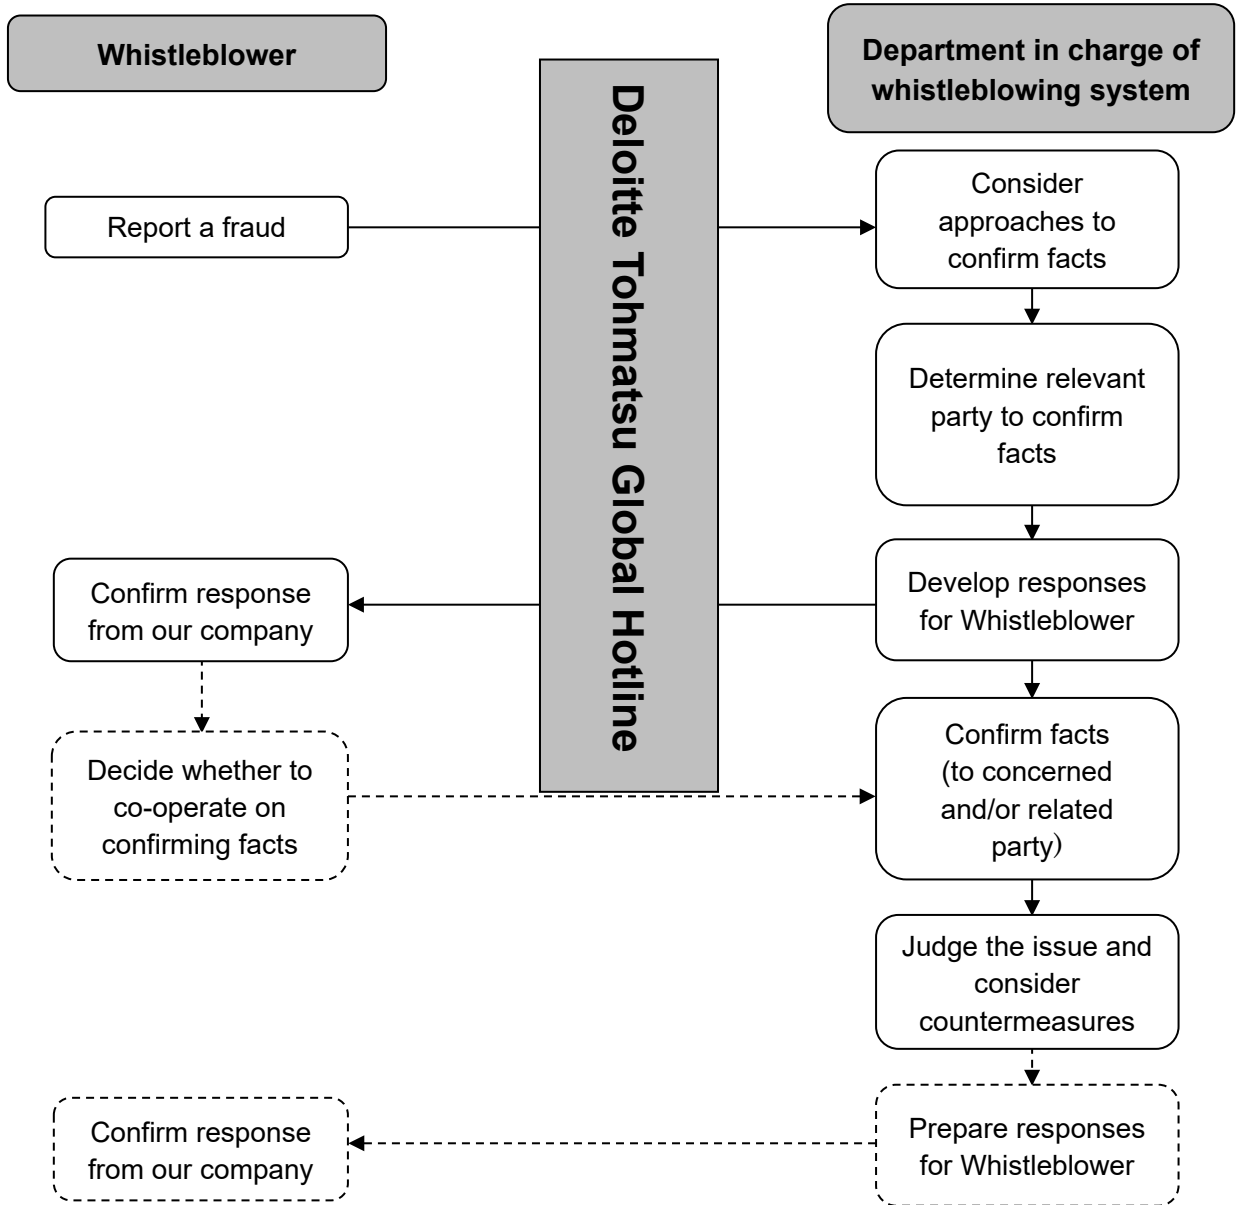 Whistleblower
Department in charge of
whistleblowing system
Deloitte Tohmatsu Global Hotline
Report a fraud
Consider
approaches to
confirm facts
Determine relevant
party to confirm
facts
Develop responses
for Whistleblower
Confirm response
from our company
Decide whether to
co-operate on
confirming facts
Confirm facts
(to concerned
and/or related
party)
Judge the issue and
consider
countermeasures
Prepare responses
for Whistleblower
Confirm response
from our company